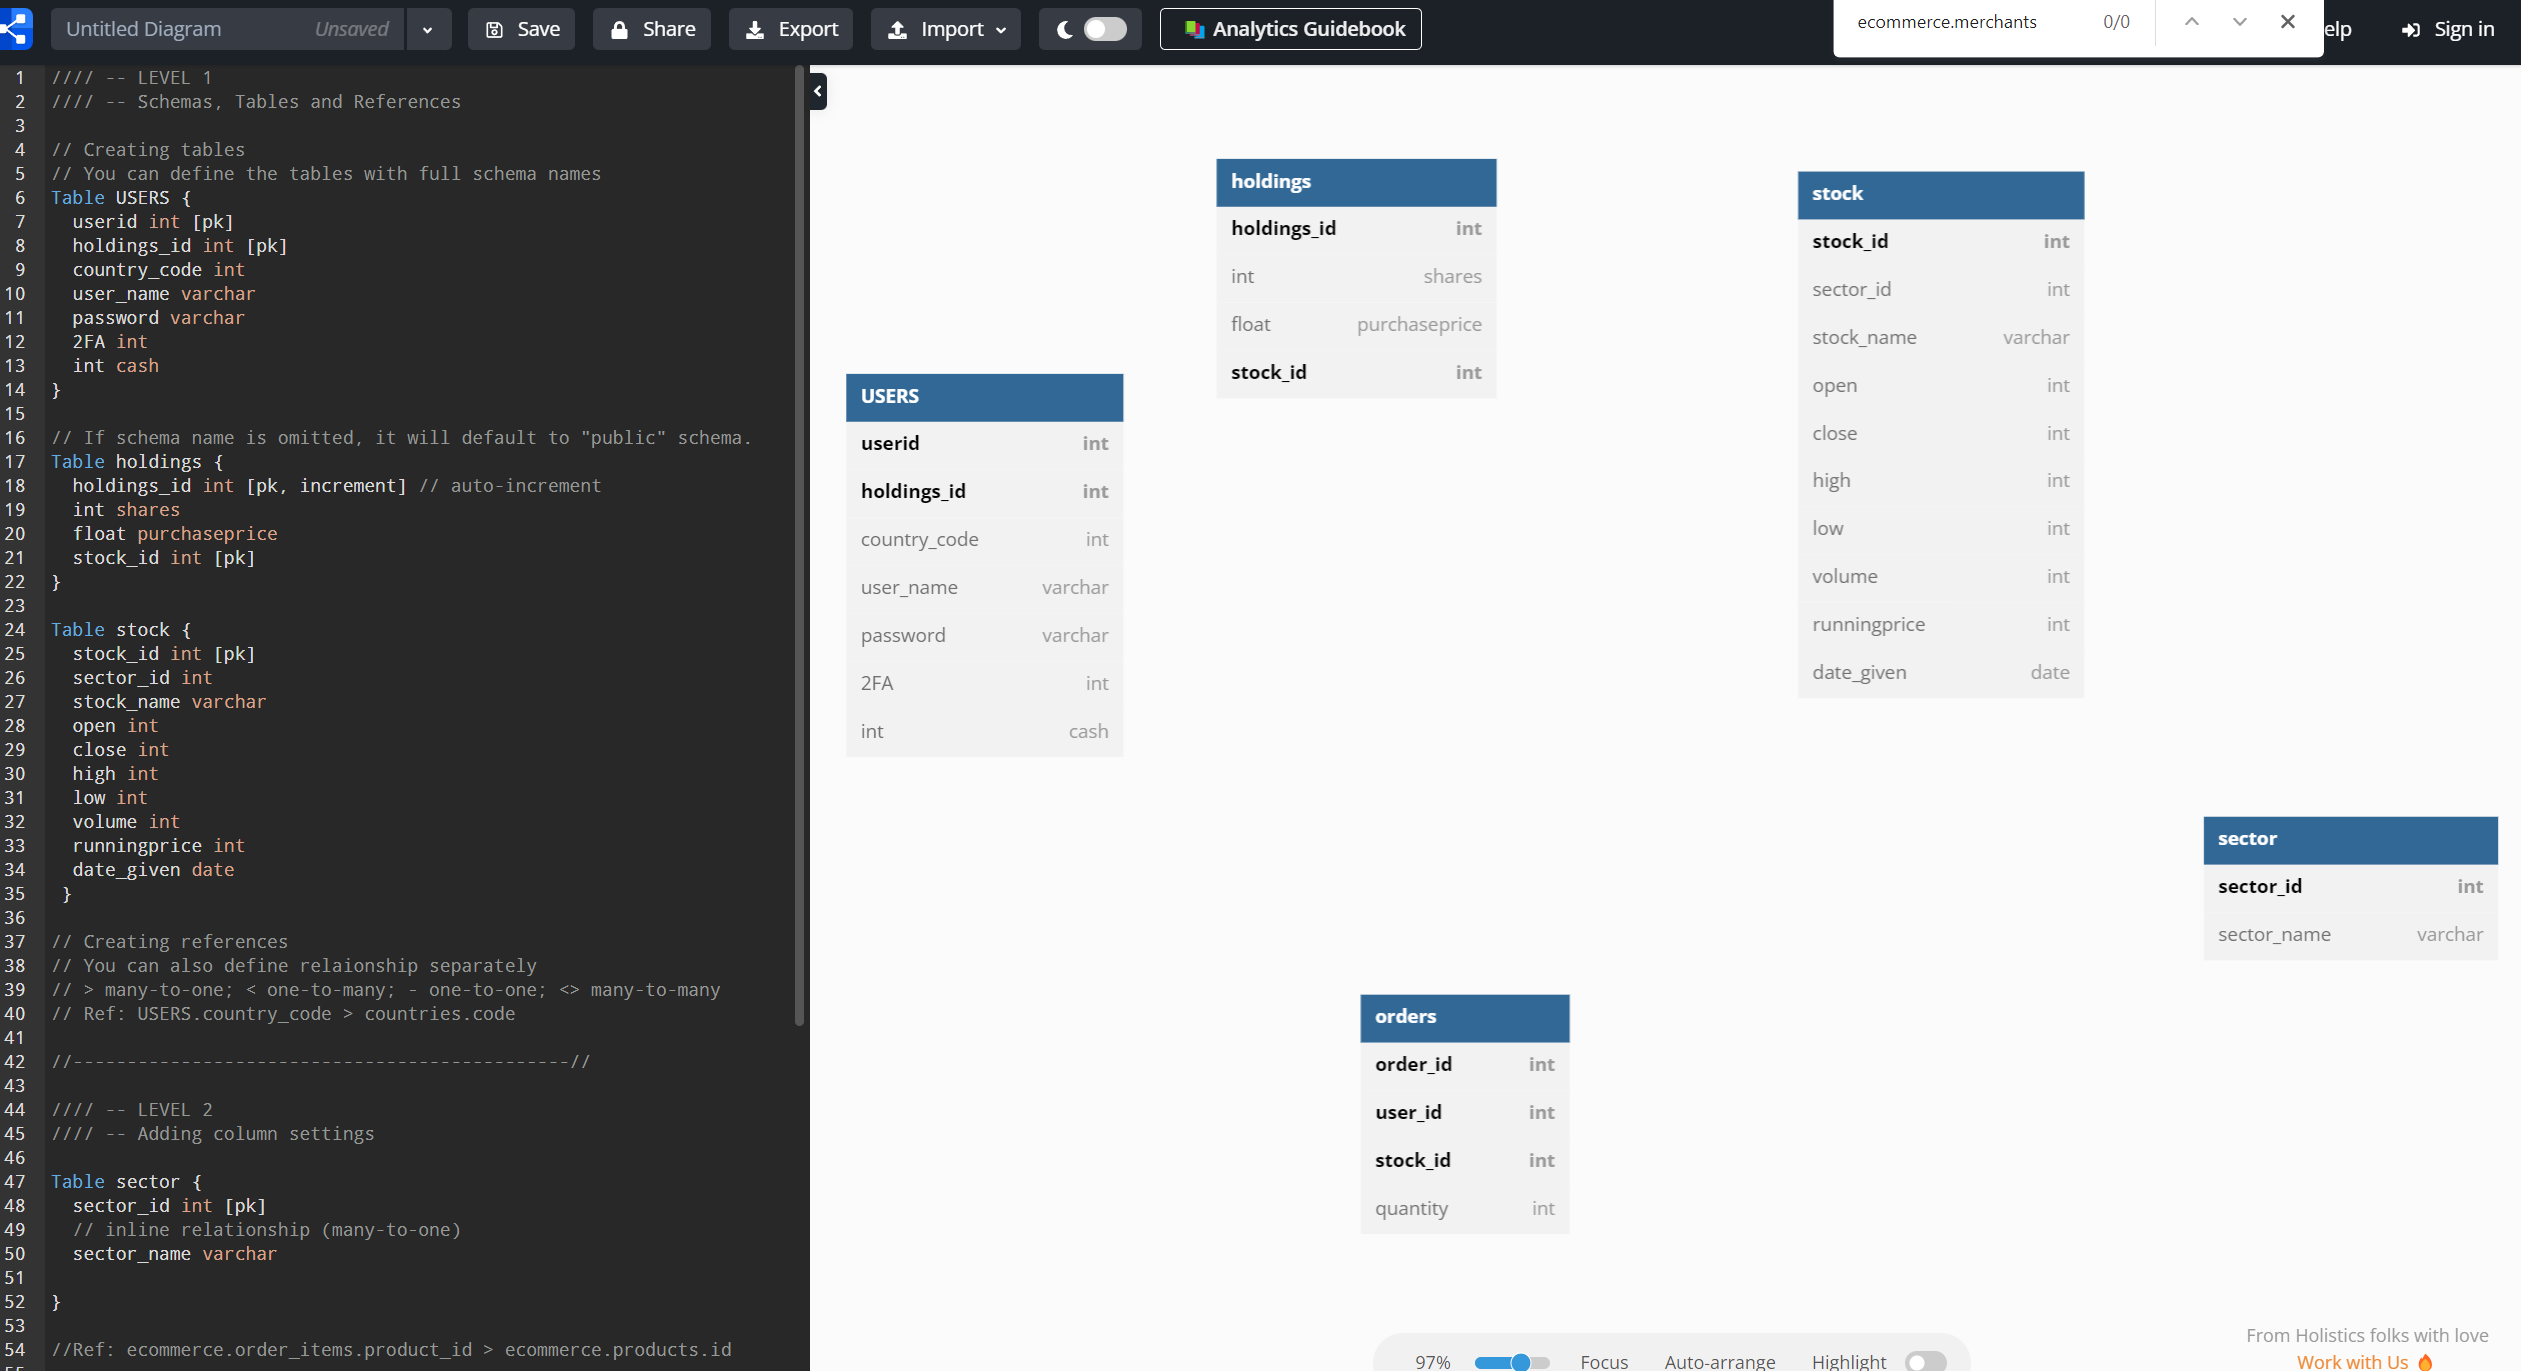 Untitled Diagram Unsaved Save Share Export Import Analytics Guidebook ecommerce.merchants 0/0 elp Sign in
1 //// -- LEVEL 1
2 //// -- Schemas, Tables and References
3
4 // Creating tables
5 // You can define the tables with full schema names
6 Table USERS {
7 userid int [pk]
8 holdings_id int [pk]
9 country_code int
10 user_name varchar
11 password varchar
12 2FA int
13 int cash
14 }
15
16 // If schema name is omitted, it will default to "public" schema.
17 Table holdings {
18 holdings_id int [pk, increment] // auto-increment
19 int shares
20 float purchaseprice
21 stock_id int [pk]
22 }
23
24 Table stock {
25 stock_id int [pk]
26 sector_id int
27 stock_name varchar
28 open int
29 close int
30 high int
31 low int
32 volume int
33 runningprice int
34 date_given date
35 }
36
37 // Creating references
38 // You can also define relaionship separately
39 // > many-to-one; < one-to-many; - one-to-one; <> many-to-many
40 // Ref: USERS.country_code > countries.code
41
42 //----------------------------------------------//
43
44 //// -- LEVEL 2
45 //// -- Adding column settings
46
47 Table sector {
48 sector_id int [pk]
49 // inline relationship (many-to-one)
50 sector_name varchar
51
52 }
53
54 //Ref: ecommerce.order_items.product_id > ecommerce.products.id
holdings
holdings_id int
int shares
float purchaseprice
stock_id int
USERS
userid int
holdings_id int
country_code int
user_name varchar
password varchar
2FA int
int cash
stock
stock_id int
sector_id int
stock_name varchar
open int
close int
high int
low int
volume int
runningprice int
date_given date
sector
sector_id int
sector_name varchar
orders
order_id int
user_id int
stock_id int
quantity int
97% Focus Auto-arrange Highlight
From Holistics folks with love
Work with Us